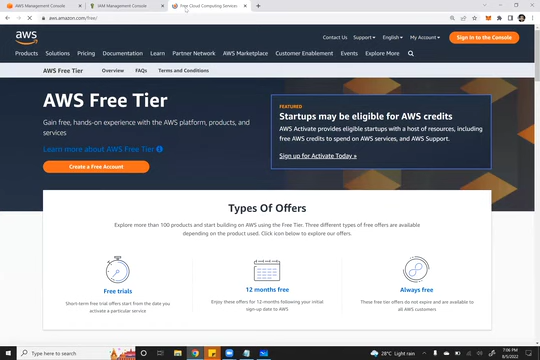 AWS Management Console
IAM Management Console
Free Cloud Computing Services
aws.amazon.com/free/
aws
Contact Us Support English My Account Sign In to the Console
Products Solutions Pricing Documentation Learn Partner Network AWS Marketplace Customer Enablement Events Explore More
AWS Free Tier Overview FAQs Terms and Conditions
AWS Free Tier
Gain free, hands-on experience with the AWS platform, products, and
services
Learn more about AWS Free Tier
Create a Free Account
FEATURED
Startups may be eligible for AWS credits
AWS Activate provides eligible startups with a host of resources, including
free AWS credits to spend on AWS services, and AWS Support.
Sign up for Activate Today »
Types Of Offers
Explore more than 100 products and start building on AWS using the Free Tier. Three different types of free offers are available
depending on the product used. Click icon below to explore our offers.
Free trials
Short-term free trial offers start from the date you
activate a particular service
12 months free
Enjoy these offers for 12-months following your initial
sign-up date to AWS
Always free
These free tier offers do not expire and are available to
all AWS customers
Type here to search
28°C Light rain
7:06 PM
8/5/2022